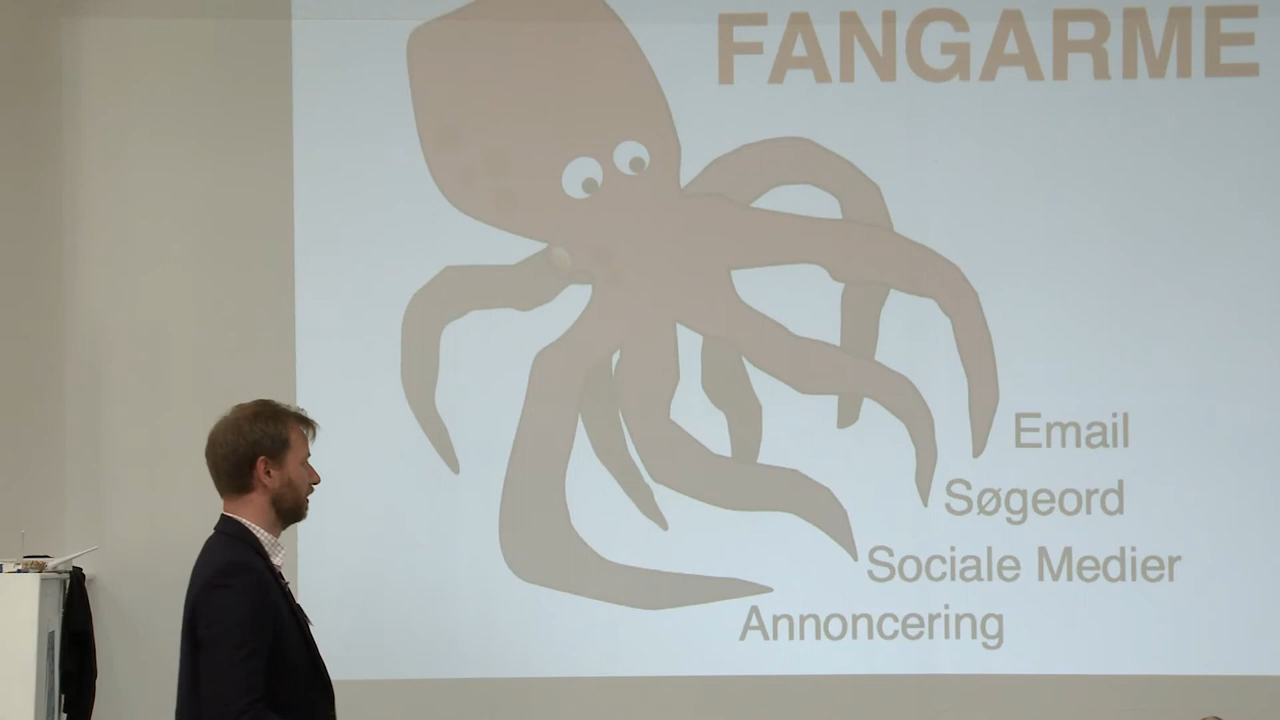 FANGARME
Email
Søgeord
Sociale Medier
Annoncering